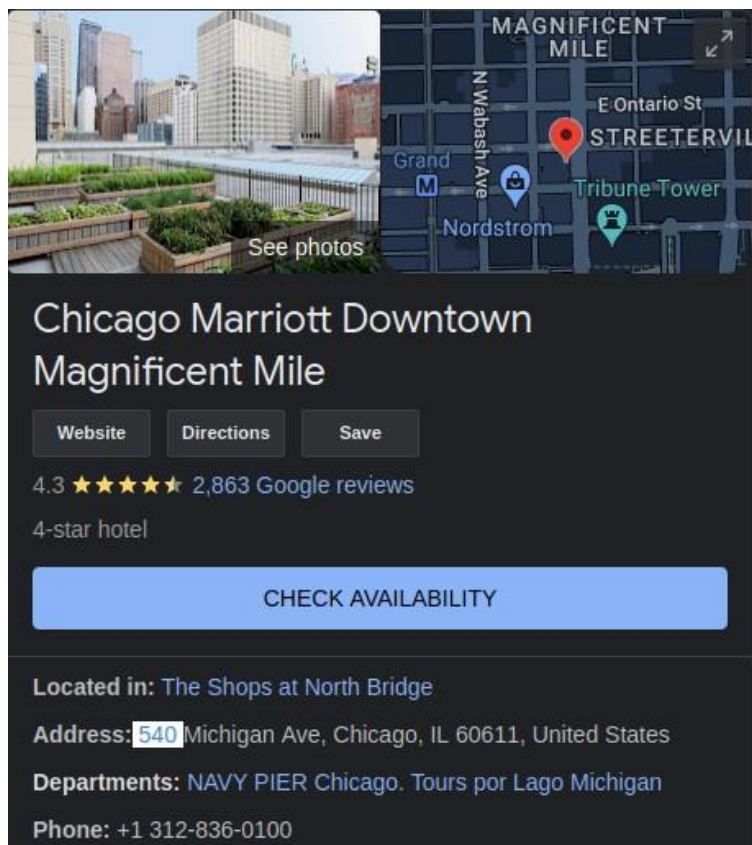 MAGNIFICENT
MILE
N Wabash Ave
E Ontario St
STREETERVIL
Grand
M
Tribune Tower
Nordstrom
See photos
Chicago Marriott Downtown
Magnificent Mile
Website Directions Save
4.3 2,863 Google reviews
4-star hotel
CHECK AVAILABILITY
Located in: The Shops at North Bridge
Address: 540 Michigan Ave, Chicago, IL 60611, United States
Departments: NAVY PIER Chicago. Tours por Lago Michigan
Phone: +1 312-836-0100